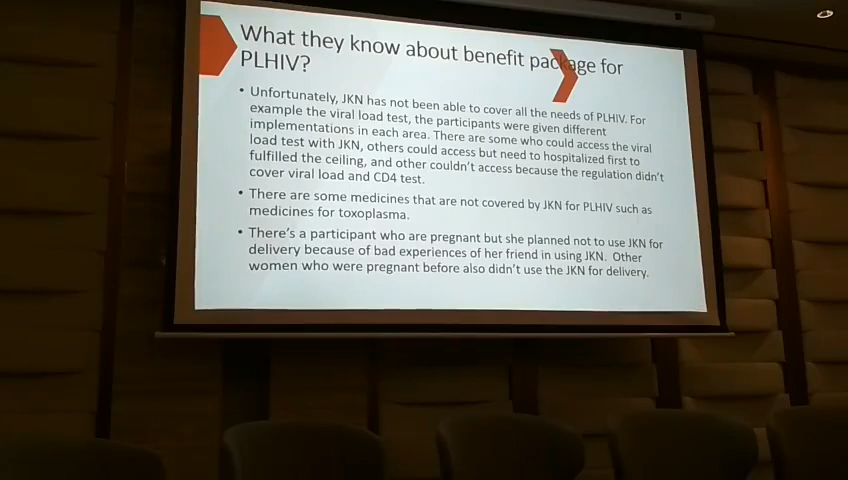 What they know about benefit package for
PLHIV?
• Unfortunately, JKN has not been able to cover all the needs of PLHIV. For
example the viral load test, the participants were given different
implementations in each area. There are some who could access the viral
load test with JKN, others could access but need to hospitalized first to
fulfilled the ceiling, and other couldn't access because the regulation didn't
cover viral load and CD4 test.
• There are some medicines that are not covered by JKN for PLHIV such as
medicines for toxoplasma.
• There's a participant who are pregnant but she planned not to use JKN for
delivery because of bad experiences of her friend in using JKN. Other
women who were pregnant before also didn't use the JKN for delivery.